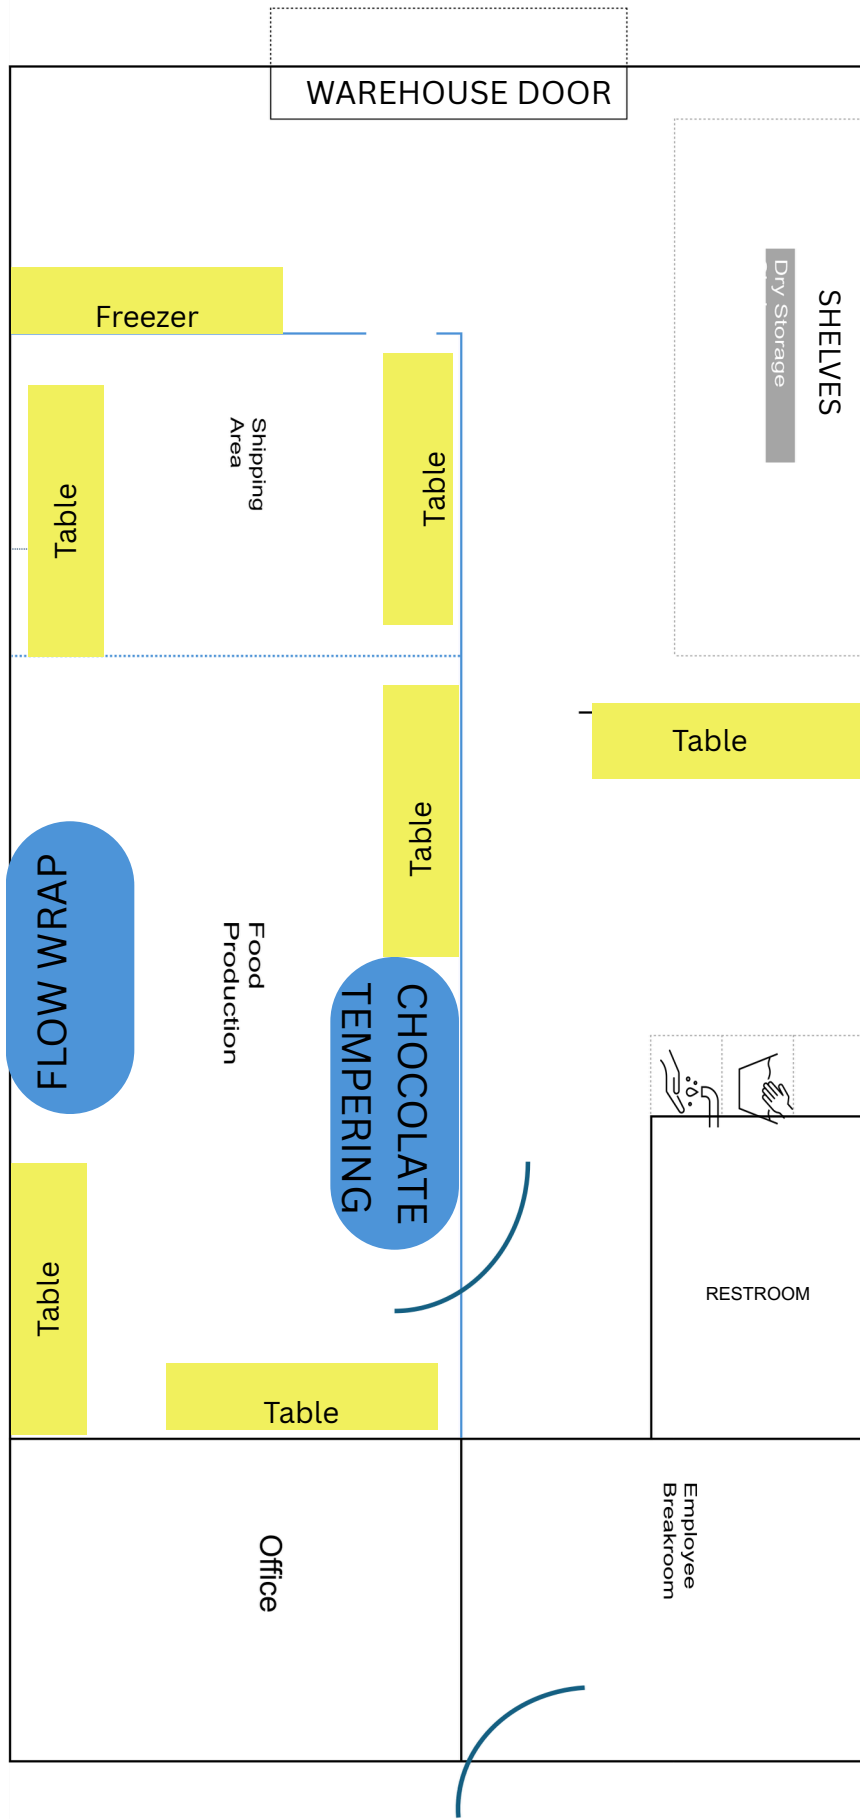 WAREHOUSE DOOR
Dry Storage
SHELVES
Freezer
Shipping
Area
Table
Table
Table
Table
FLOW WRAP
Food
Production
CHOCOLATE
TEMPERING
Table
Table
RESTROOM
Office
Employee
Breakroom